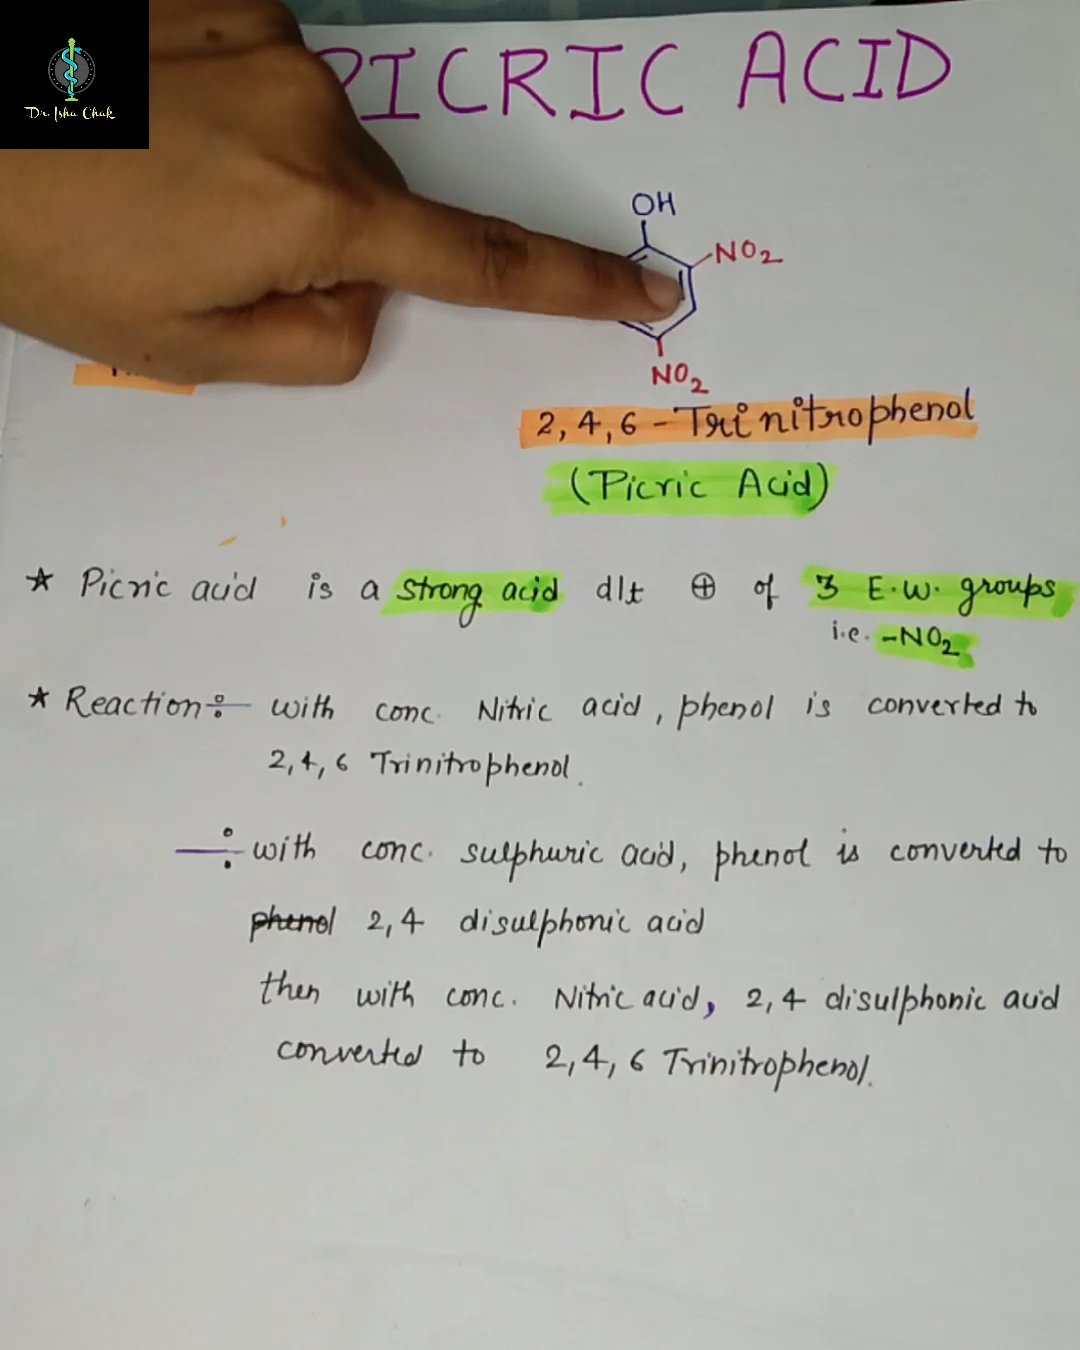 Dr. Isha Chak
PICRIC ACID
OH
NO2
NO2
2,4,6 - Trinitrophenol
(Picric Acid)
★ Picric acid is a strong acid d/t ⊕ of 3 E.W. groups
i.e. -NO2
★ Reaction ÷ with conc. Nitric acid, phenol is converted to
2,4,6 Trinitrophenol.
÷ with conc. sulphuric acid, phenol is converted to
phenol 2,4 disulphonic acid
then with conc. Nitric acid, 2,4 disulphonic acid
converted to 2,4,6 Trinitrophenol.